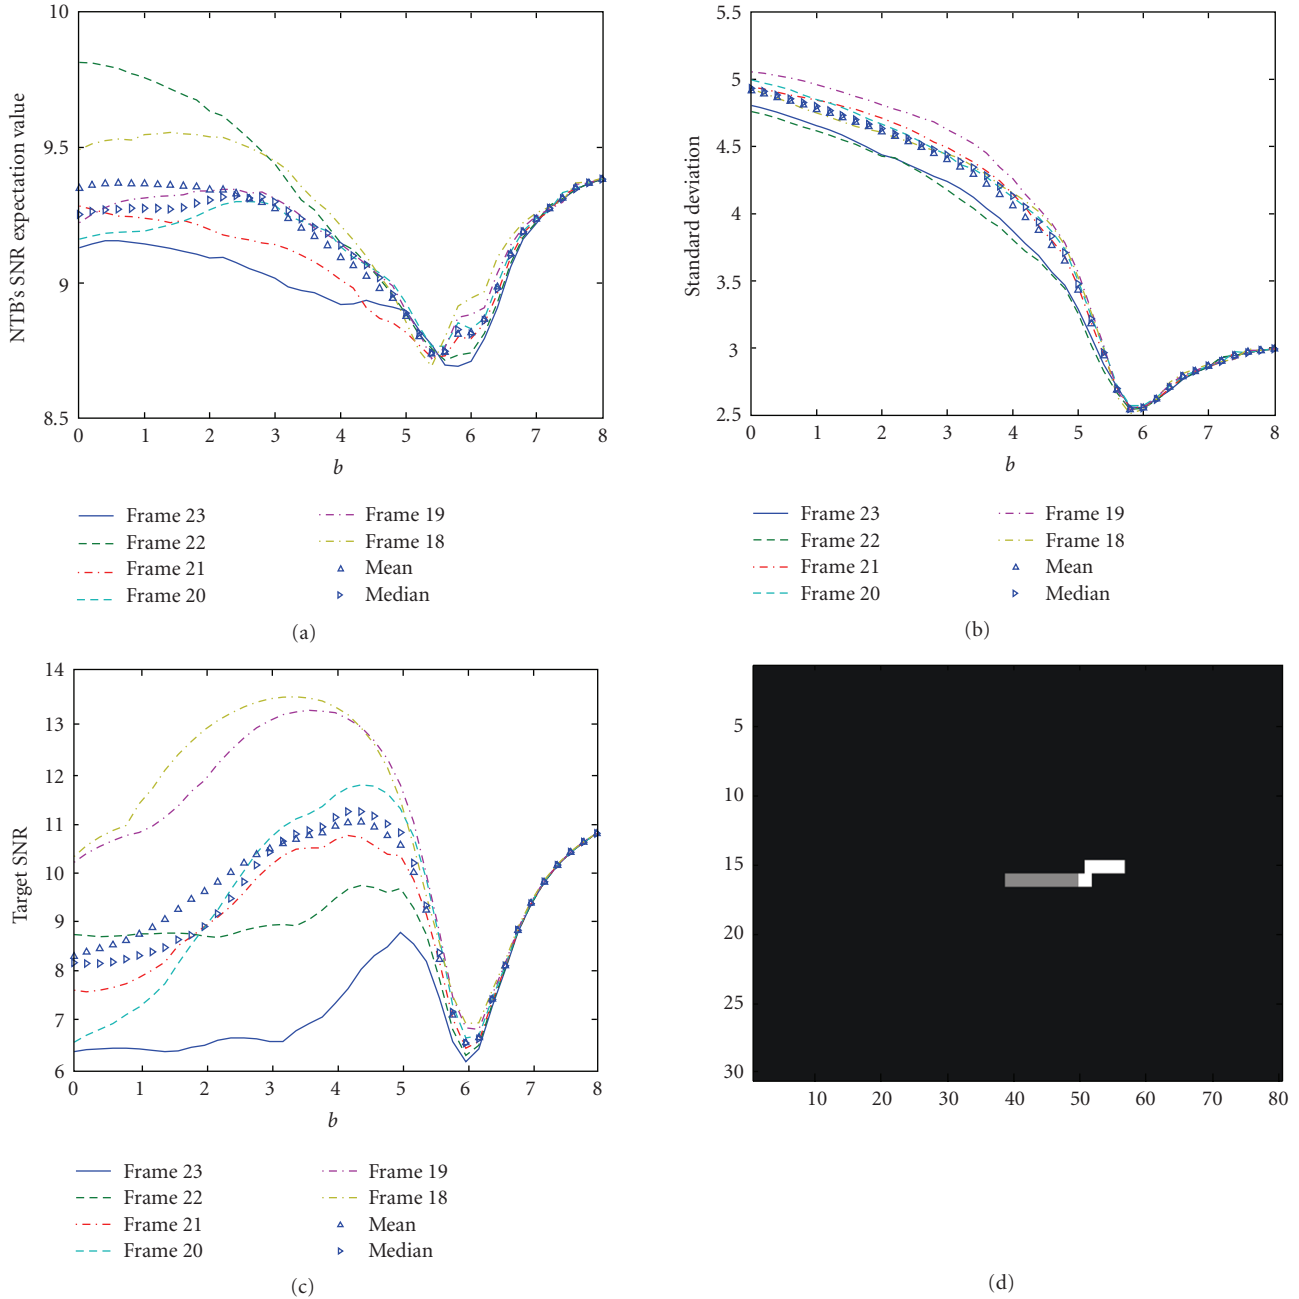 10
9.5
9
8.5
NTB's SNR expectation value
0 1 2 3 4 5 6 7 8
b
Frame 23
Frame 22
Frame 21
Frame 20
Frame 19
Frame 18
Mean
Median
(a)
5.5
5
4.5
4
3.5
3
2.5
Standard deviation
0 1 2 3 4 5 6 7 8
b
Frame 23
Frame 22
Frame 21
Frame 20
Frame 19
Frame 18
Mean
Median
(b)
14
13
12
11
10
9
8
7
6
Target SNR
0 1 2 3 4 5 6 7 8
b
Frame 23
Frame 22
Frame 21
Frame 20
Frame 19
Frame 18
Mean
Median
(c)
5
10
15
20
25
30
10 20 30 40 50 60 70 80
(d)